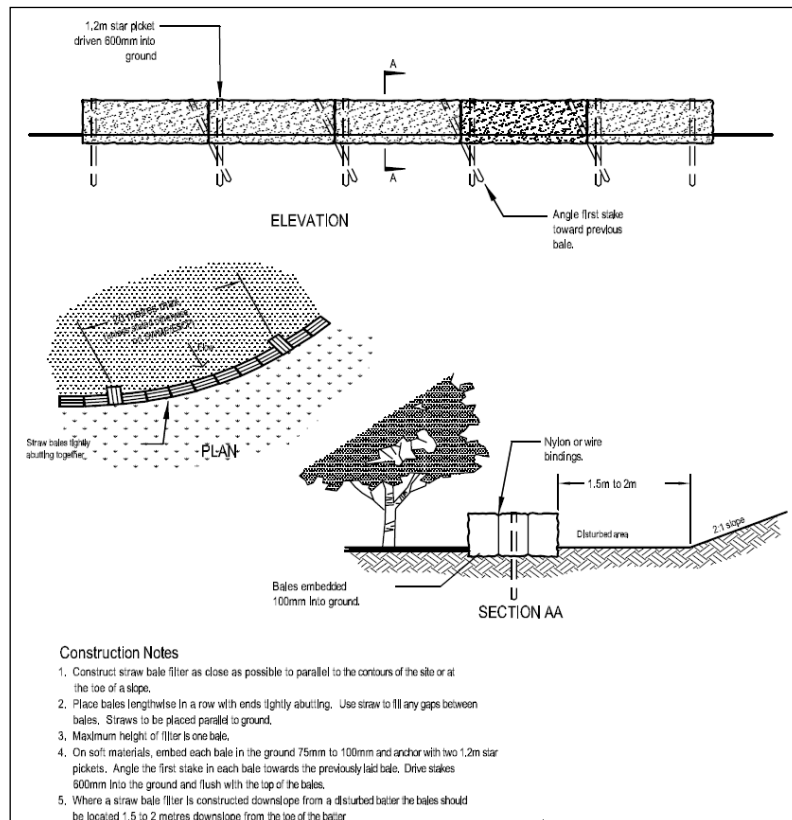 1.2m star picket
driven 600mm into
ground
A
A
ELEVATION
Angle first stake
toward previous
bale.
metres max.
Straw bales tightly
abutting together.
PLAN
Nylon or wire
bindings.
1.5m to 2m
Disturbed area
2:1 slope
Bales embedded
100mm into ground.
SECTION AA
Construction Notes
1. Construct straw bale filter as close as possible to parallel to the contours of the site or at
the toe of a slope.
2. Place bales lengthwise in a row with ends tightly abutting. Use straw to fill any gaps between
bales. Straws to be placed parallel to ground.
3. Maximum height of filter is one bale.
4. On soft materials, embed each bale in the ground 75mm to 100mm and anchor with two 1.2m star
pickets. Angle the first stake in each bale towards the previously laid bale. Drive stakes
600mm into the ground and flush with the top of the bales.
5. Where a straw bale filter is constructed downslope from a disturbed batter the bales should
be located 1.5 to 2 metres downslope from the toe of the batter